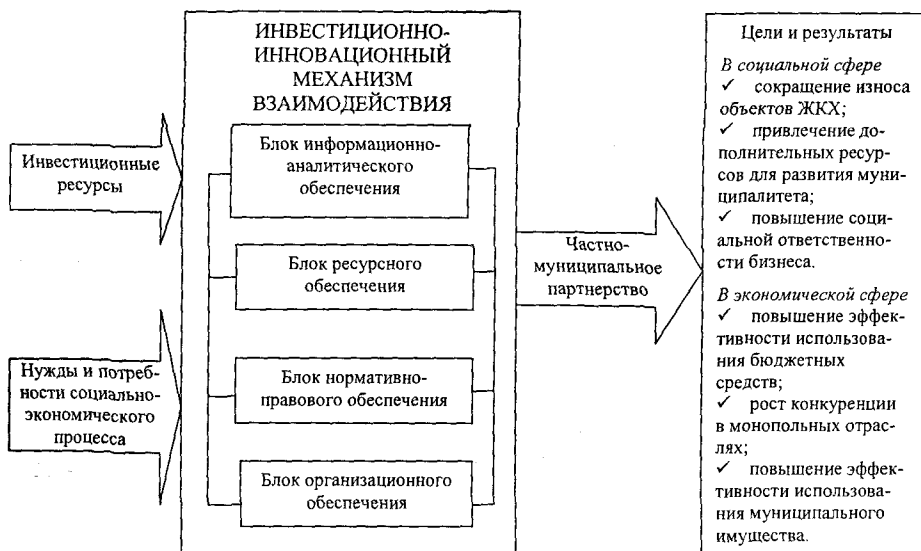 Инвестиционные
ресурсы
Нужды и потреб-
ности социально-
экономического
процесса
ИНВЕСТИЦИОННО-
ИННОВАЦИОННЫЙ
МЕХАНИЗМ
ВЗАИМОДЕЙСТВИЯ
Блок информационно-
аналитического
обеспечения
Блок ресурсного
обеспечения
Блок нормативно-
правового обеспечения
Блок организационного
обеспечения
Частно-
муниципальное
партнерство
Цели и результаты
В социальной сфере
✓ сокращение износа
объектов ЖКХ;
✓ привлечение до-
полнительных ресур-
сов для развития муни-
ципалитета;
✓ повышение соци-
альной ответственно-
сти бизнеса.
В экономической сфере
✓ повышение эффек-
тивности использова-
ния бюджетных
средств;
✓ рост конкуренции
в монопольных отрас-
лях;
✓ повышение эффек-
тивности использова-
ния муниципального
имущества.